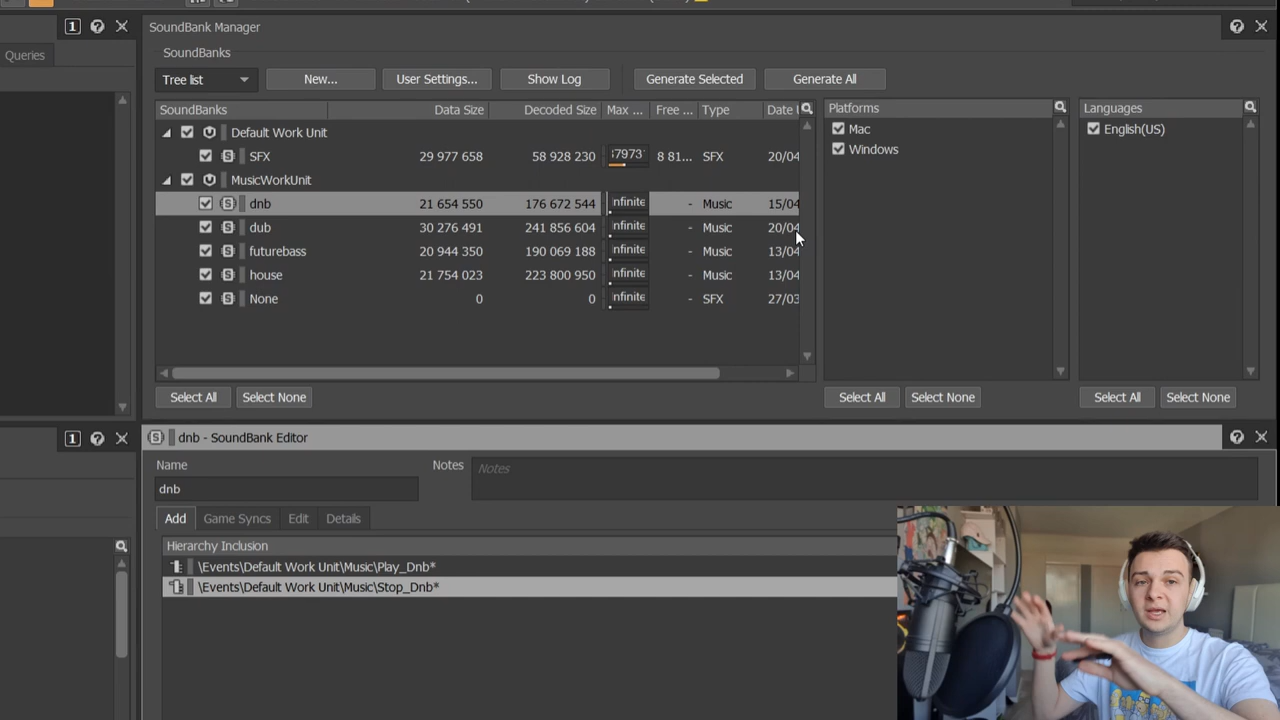 1
Queries
SoundBank Manager
SoundBanks
Tree list New... User Settings... Show Log Generate Selected Generate All
SoundBanks Data Size Decoded Size Max ... Free ... Type Date
Default Work Unit
SFX 29 977 658 58 928 230 8 81... SFX 20/04
MusicWorkUnit
dnb 21 654 550 176 672 544 nfinite - Music 15/04
dub 30 276 491 241 856 604 nfinite - Music 20/04
futurebass 20 944 350 190 069 188 nfinite - Music 13/04
house 21 754 023 223 800 950 nfinite - Music 13/04
None 0 0 nfinite - SFX 27/03
Select All Select None
Platforms
Mac
Windows
Select All Select None
Languages
English(US)
Select All Select None
1
dnb - SoundBank Editor
Name Notes
dnb Notes
Add Game Syncs Edit Details
Hierarchy Inclusion
\Events\Default Work Unit\Music\Play_Dnb*
\Events\Default Work Unit\Music\Stop_Dnb*